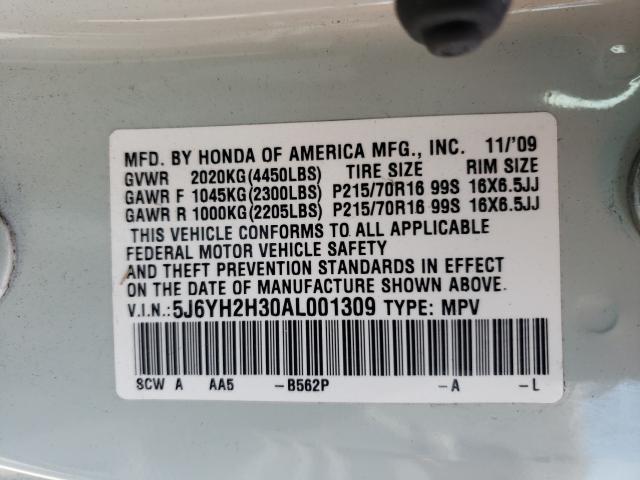 MFD. BY HONDA OF AMERICA MFG., INC. 11/'09
GVWR 2020KG(4450LBS) TIRE SIZE RIM SIZE
GAWR F 1045KG(2300LBS) P215/70R16 99S 16X6.5JJ
GAWR R 1000KG(2205LBS) P215/70R16 99S 16X6.5JJ
THIS VEHICLE CONFORMS TO ALL APPLICABLE
FEDERAL MOTOR VEHICLE SAFETY
AND THEFT PREVENTION STANDARDS IN EFFECT
ON THE DATE OF MANUFACTURE SHOWN ABOVE.
V.I.N.: 5J6YH2H30AL001309 TYPE: MPV
SCW A AA5 -B562P -A -L